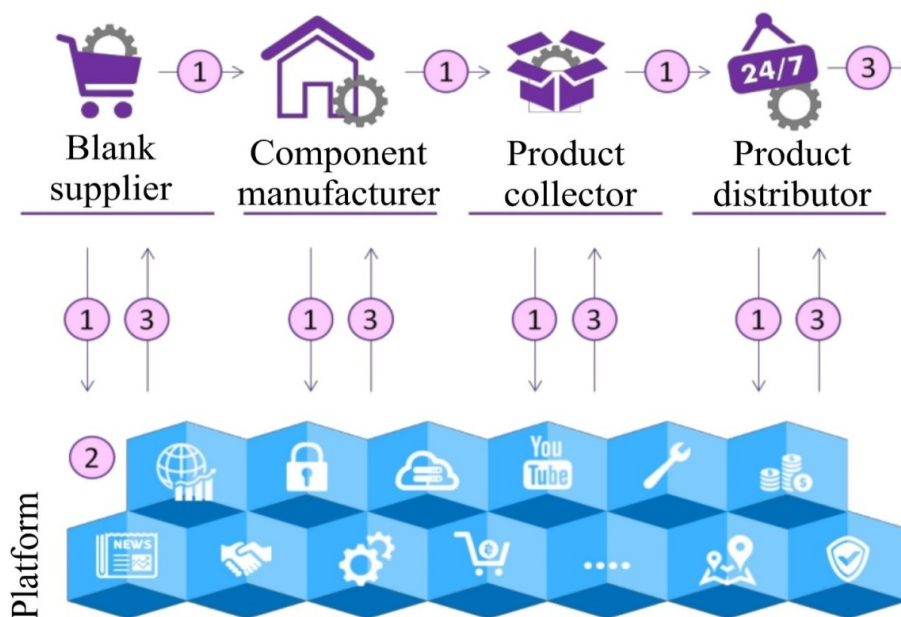 1
1
1
24/7
3
Blank
supplier
Component
manufacturer
Product
collector
Product
distributor
1
3
1
3
1
3
1
3
2
You
Tube
NEWS
Platform